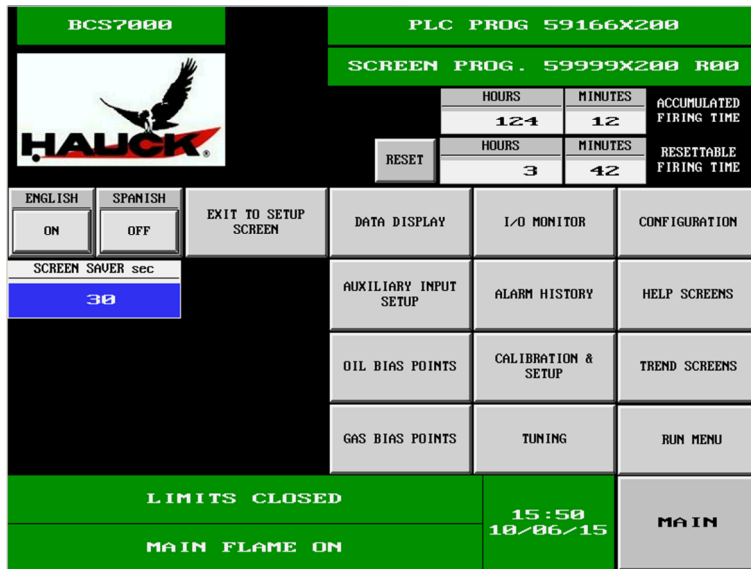 BCS7000
PLC PROG 59166X200
SCREEN PROG. 59999X200 R00
HAUCK®
HOURS MINUTES
124 12
ACCUMULATED
FIRING TIME
RESET
HOURS MINUTES
3 42
RESETTABLE
FIRING TIME
ENGLISH
ON
SPANISH
OFF
EXIT TO SETUP
SCREEN
DATA DISPLAY
I/O MONITOR
CONFIGURATION
SCREEN SAVER sec
30
AUXILIARY INPUT
SETUP
ALARM HISTORY
HELP SCREENS
OIL BIAS POINTS
CALIBRATION &
SETUP
TREND SCREENS
GAS BIAS POINTS
TUNING
RUN MENU
LIMITS CLOSED
MAIN FLAME ON
15:50
10/06/15
MAIN